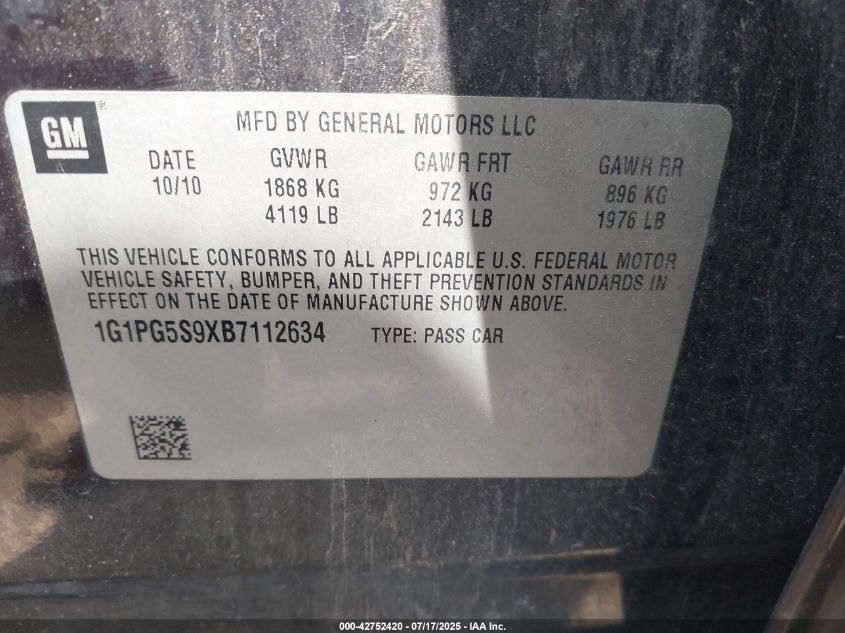 GM ®
MFD BY GENERAL MOTORS LLC
DATE GVWR GAWR FRT GAWR RR
10/10 1868 KG 972 KG 896 KG
4119 LB 2143 LB 1976 LB
THIS VEHICLE CONFORMS TO ALL APPLICABLE U.S. FEDERAL MOTOR
VEHICLE SAFETY, BUMPER, AND THEFT PREVENTION STANDARDS IN
EFFECT ON THE DATE OF MANUFACTURE SHOWN ABOVE.
1G1PG5S9XB7112634 TYPE: PASS CAR
000-42752420 - 07/17/2025 - IAA Inc.